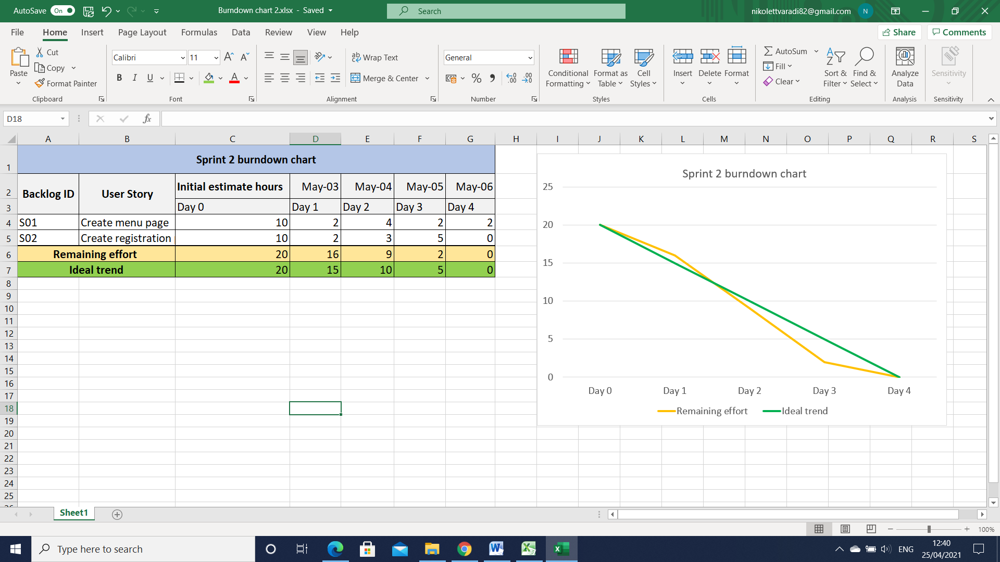 AutoSave On Burndown chart 2.xlsx - Saved Search nikolettvaradi82@gmail.com N
File Home Insert Page Layout Formulas Data Review View Help Share Comments
Paste Cut Copy Format Painter Clipboard
Calibri 11 A A B I U A Font
ab Wrap Text Merge & Center Alignment
General % 9 .00 .00 Number
Conditional Formatting Format as Table Cell Styles Styles
Insert Delete Format Cells
AutoSum Fill Clear Sort & Filter Find & Select Editing
Analyze Data Analysis
Sensitivity Sensitivity
D18 fx
A B C D E F G H I J K L M N O P Q R S
1 Sprint 2 burndown chart
2 Backlog ID User Story Initial estimate hours May-03 May-04 May-05 May-06
3 Day 0 Day 1 Day 2 Day 3 Day 4
4 S01 Create menu page 10 2 4 2 2
5 S02 Create registration 10 2 3 5 0
6 Remaining effort 20 16 9 2 0
7 Ideal trend 20 15 10 5 0
8
9
10
11
12
13
14
15
16
17
18
19
20
21
22
23
24
25
Sprint 2 burndown chart
25
20
15
10
5
0
Day 0 Day 1 Day 2 Day 3 Day 4
Remaining effort Ideal trend
Sheet1
100%
Type here to search ENG 12:40
25/04/2021